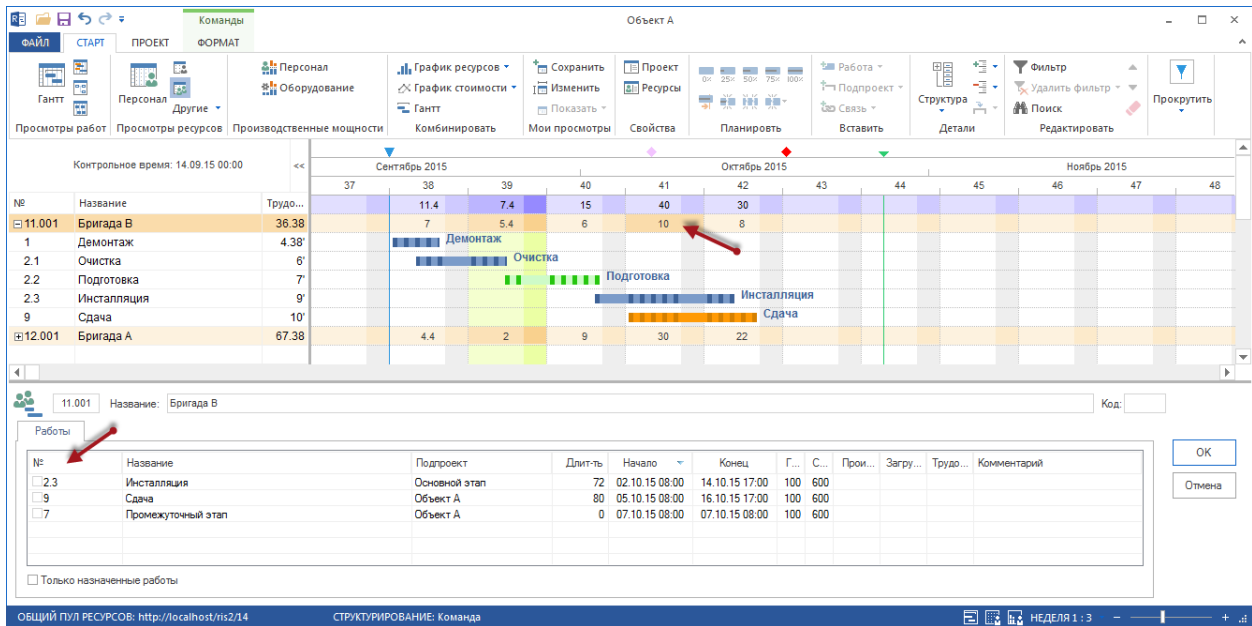 Команды
Объект А
ФАЙЛ СТАРТ ПРОЕКТ ФОРМАТ
Гантт
Персонал
Другие
Персонал
Оборудование
График ресурсов
График стоимости
Гантт
Сохранить
Изменить
Показать
Проект
Ресурсы
0% 25% 50% 75% 100%
Работа
Подпроект
Связь
Структура
Фильтр
Удалить фильтр
Поиск
Прокрутить
Просмотры работ Просмотры ресурсов Производственные мощности Комбинировать Мои просмотры Свойства Планировть Вставить Детали Редактировать
Контрольное время: 14.09.15 00:00 <<
Сентябрь 2015 Октябрь 2015 Ноябрь 2015
37 38 39 40 41 42 43 44 45 46 47 48
№ Название Трудо... 11.4 7.4 15 40 30
11.001 Бригада В 36.38 7 5.4 6 10 8
1 Демонтаж 4.38' Демонтаж
2.1 Очистка 6' Очистка
2.2 Подготовка 7' Подготовка
2.3 Инсталляция 9' Инсталляция
9 Сдача 10' Сдача
12.001 Бригада А 67.38 4.4 2 9 30 22
11.001 Название: Бригада В Код:
Работы
№ Название Подпроект Длит-ть Начало Конец Г... С... Прои... Загру... Трудо... Комментарий
2.3 Инсталляция Основной этап 72 02.10.15 08:00 14.10.15 17:00 100 600
9 Сдача Объект А 80 05.10.15 08:00 16.10.15 17:00 100 600
7 Промежуточный этап Объект А 0 07.10.15 08:00 07.10.15 08:00 100 600
OK
Отмена
Только назначенные работы
ОБЩИЙ ПУЛ РЕСУРСОВ: http://localhost/ris2/14 СТРУКТУРИРОВАНИЕ: Команда НЕДЕЛЯ 1 : 3